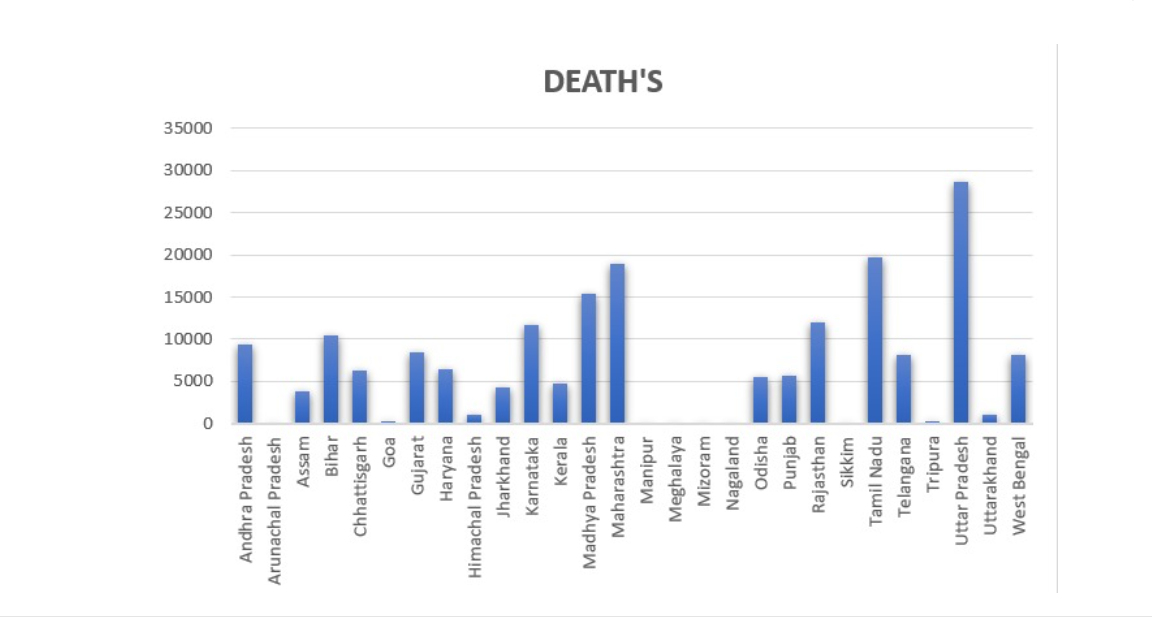 DEATH'S
35000
30000
25000
20000
15000
10000
5000
0
Andhra Pradesh
Arunachal Pradesh
Assam
Bihar
Chhattisgarh
Goa
Gujarat
Haryana
Himachal Pradesh
Jharkhand
Karnataka
Kerala
Madhya Pradesh
Maharashtra
Manipur
Meghalaya
Mizoram
Nagaland
Odisha
Punjab
Rajasthan
Sikkim
Tamil Nadu
Telangana
Tripura
Uttar Pradesh
Uttarakhand
West Bengal